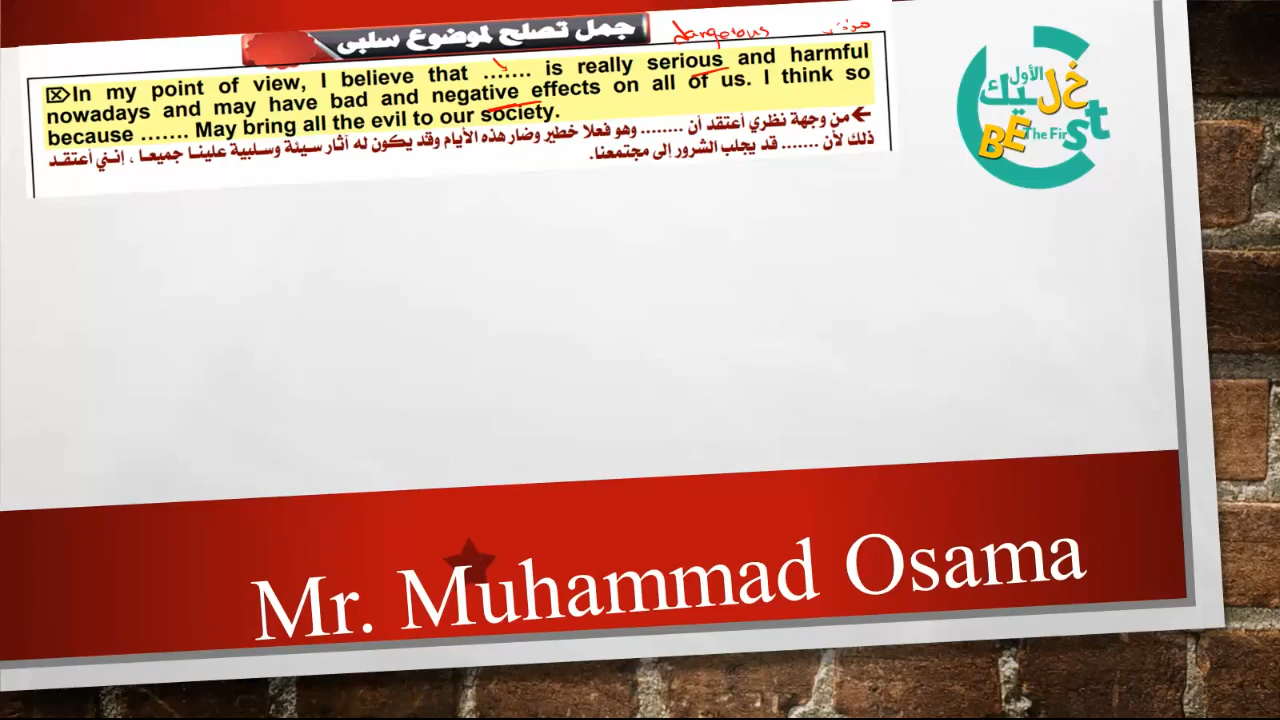 جمل تصلح لموضوع سلبى
dangerous
⌦In my point of view, I believe that ....... is really serious and harmful
nowadays and may have bad and negative effects on all of us. I think so
because ....... May bring all the evil to our society.
من وجهة نظري أعتقد أن ........ وهو فعلا خطير وضار هذه الأيام وقد يكون له آثار سيئة وسلبية علينا جميعا ، إنني أعتقد
ذلك لأن ....... قد يجلب الشرور إلى مجتمعنا.
خليك الأول
BE The First
Mr. Muhammad Osama